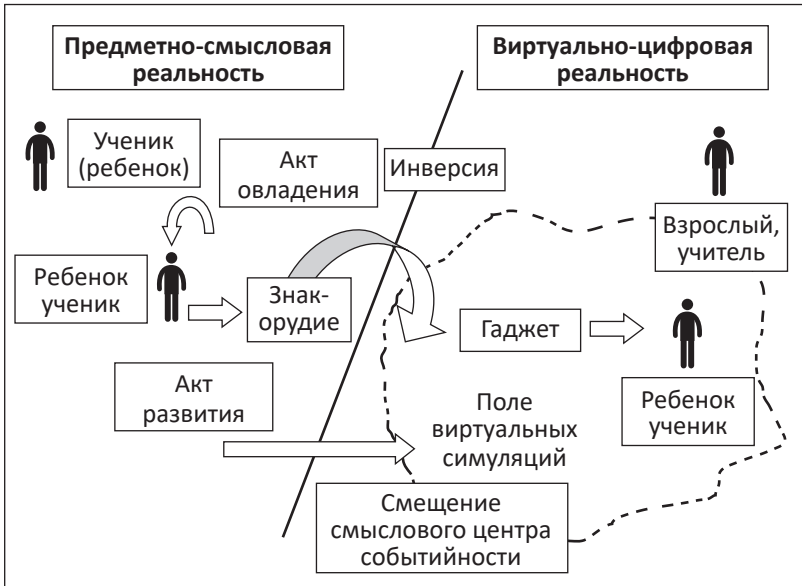 Предметно-смысловая
реальность
Виртуально-цифровая
реальность
Ученик
(ребенок)
Акт
овладения
Инверсия
Взрослый,
учитель
Ребенок
ученик
Знак-
орудие
Гаджет
Ребенок
ученик
Акт
развития
Поле
виртуальных
симуляций
Смещение
смыслового центра
событийности